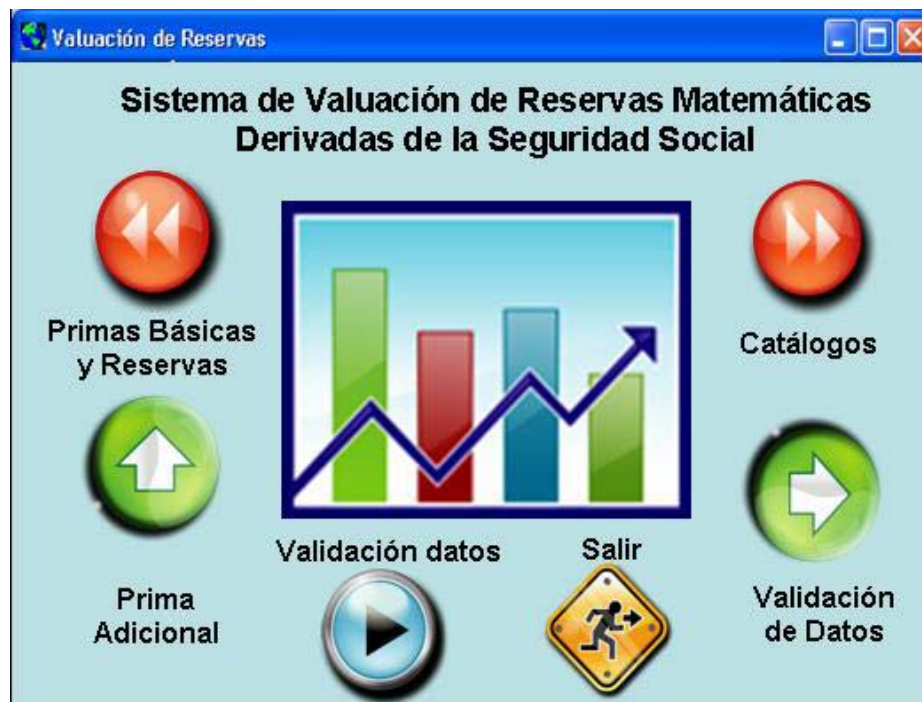 Valuación de Reservas
Sistema de Valuación de Reservas Matemáticas
Derivadas de la Seguridad Social
Primas Básicas
y Reservas
Catálogos
Validación datos
Salir
Prima
Adicional
Validación
de Datos